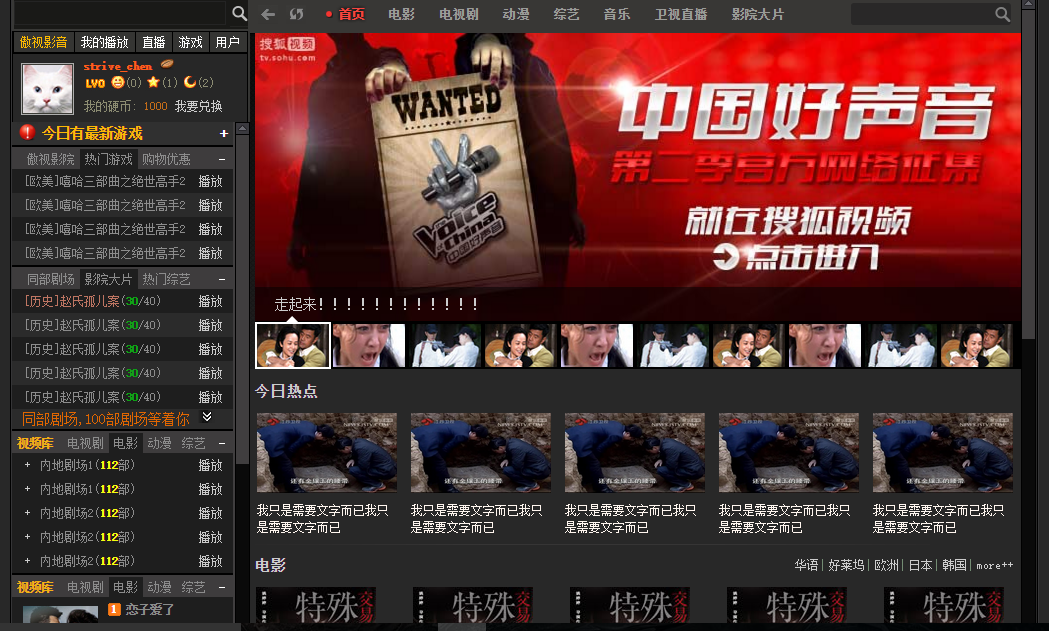 首页 电影 电视剧 动漫 综艺 音乐 卫视直播 影院大片
傲视影音 我的播放 直播 游戏 用户
strive_chen
LV0 (0) (1) (2)
我的硬币: 1000 我要兑换
今日有最新游戏 +
傲视影院 热门游戏 购物优惠 −
[欧美]嘻哈三部曲之绝世高手2 播放
[欧美]嘻哈三部曲之绝世高手2 播放
[欧美]嘻哈三部曲之绝世高手2 播放
[欧美]嘻哈三部曲之绝世高手2 播放
同部剧场 影院大片 热门综艺 −
[历史]赵氏孤儿案(30/40) 播放
[历史]赵氏孤儿案(30/40) 播放
[历史]赵氏孤儿案(30/40) 播放
[历史]赵氏孤儿案(30/40) 播放
[历史]赵氏孤儿案(30/40) 播放
同部剧场,100部剧场等着你
视频库 电视剧 电影 动漫 综艺 −
+ 内地剧场1(112部) 播放
+ 内地剧场1(112部) 播放
+ 内地剧场2(112部) 播放
+ 内地剧场2(112部) 播放
+ 内地剧场2(112部) 播放
视频库 电视剧 电影 动漫 综艺 −
1 恋子爱了
搜狐视频
tv.sohu.com
WANTED
The Voice of China
中国好声音
中国好声音
第二季官方网络征集
就在搜狐视频
点击进入
走起来！！！！！！！！！！！！
今日热点
我只是需要文字而已我只
是需要文字而已
我只是需要文字而已我只
是需要文字而已
我只是需要文字而已我只
是需要文字而已
我只是需要文字而已我只
是需要文字而已
我只是需要文字而已我只
是需要文字而已
电影 华语| 好莱坞| 欧洲| 日本| 韩国| more++
特殊交易
特殊交易
特殊交易
特殊交易
特殊交易